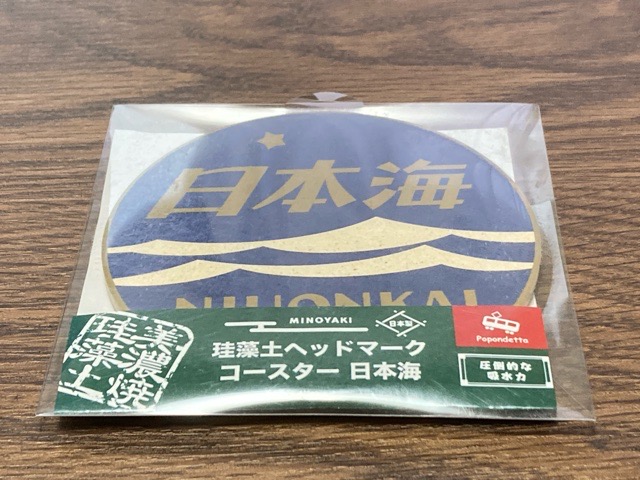 日本海
NIHONKAI
美濃焼
珪藻土
MINOYAKI
日本製
珪藻土ヘッドマーク
コースター 日本海
Popondetta
圧倒的な
吸水力